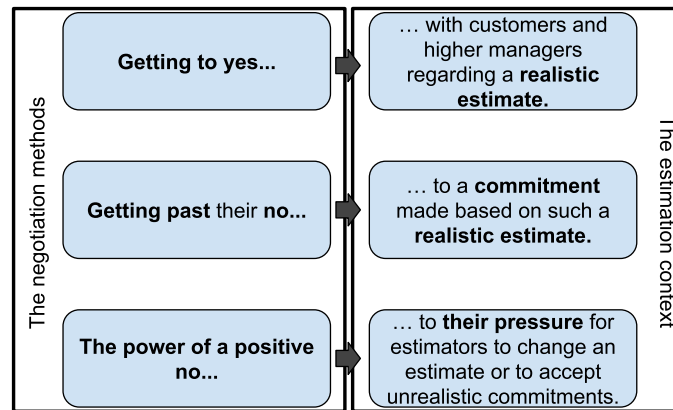 The negotiation methods
Getting to yes...
… with customers and
higher managers
regarding a realistic
estimate.
Getting past their no...
… to a commitment
made based on such a
realistic estimate.
The power of a positive
no...
… to their pressure for
estimators to change an
estimate or to accept
unrealistic commitments.
The estimation context